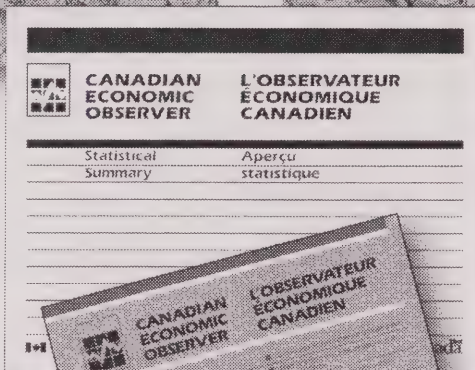 CANADIAN
ECONOMIC
OBSERVER
L'OBSERVATEUR
ÉCONOMIQUE
CANADIEN
Statistical
Summary
Aperçu
statistique
CANADIAN
ECONOMIC
OBSERVER
L'OBSERVATEUR
ÉCONOMIQUE
CANADIEN